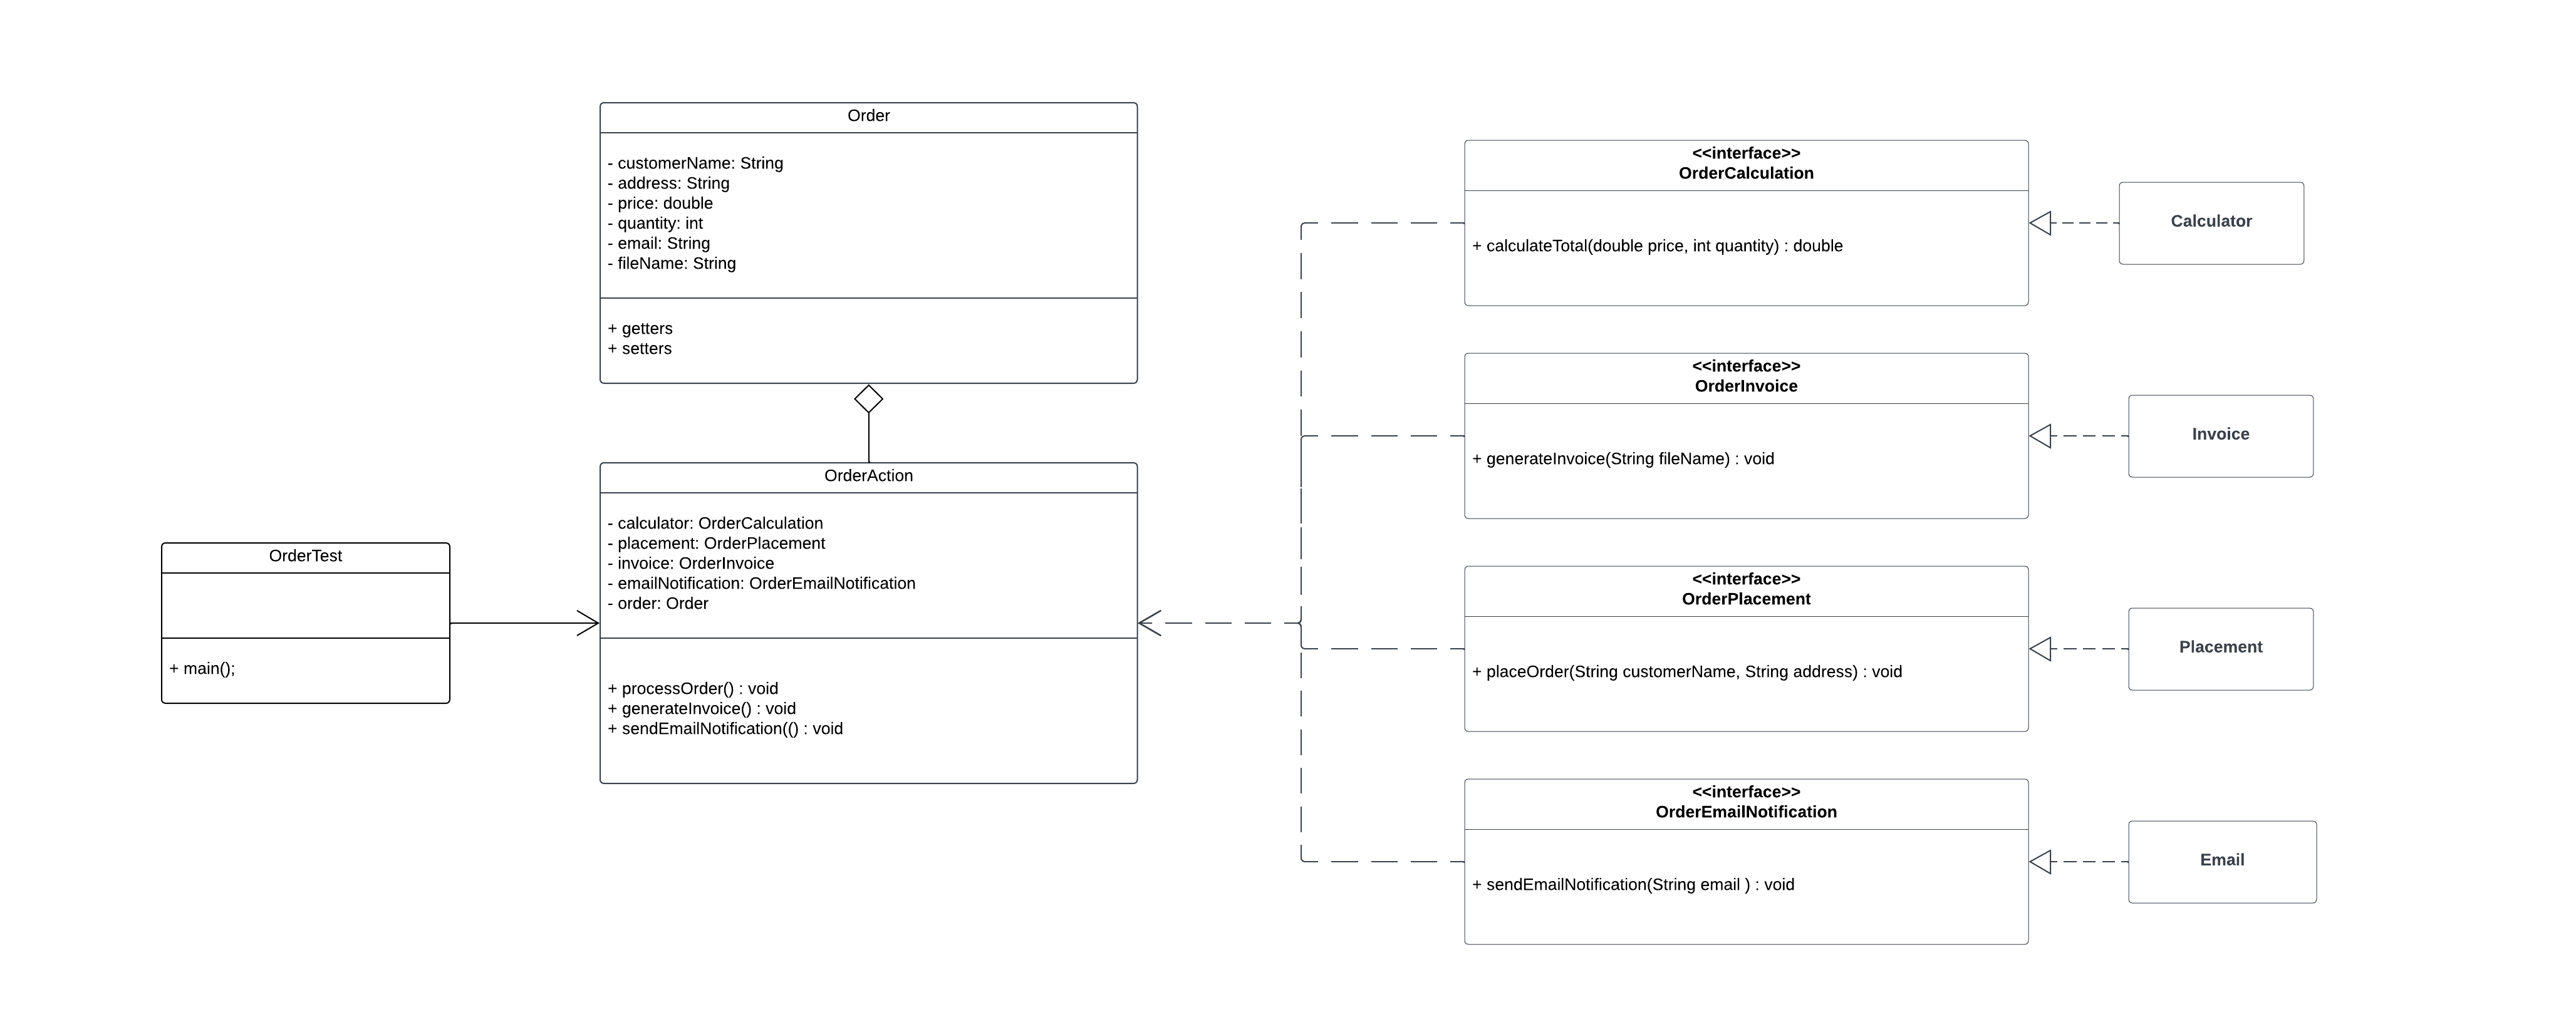 Order
- customerName: String
- address: String
- price: double
- quantity: int
- email: String
- fileName: String
+ getters
+ setters
OrderAction
- calculator: OrderCalculation
- placement: OrderPlacement
- invoice: OrderInvoice
- emailNotification: OrderEmailNotification
- order: Order
+ processOrder() : void
+ generateInvoice() : void
+ sendEmailNotification(() : void
OrderTest
+ main();
<<interface>>
OrderCalculation
+ calculateTotal(double price, int quantity) : double
Calculator
<<interface>>
OrderInvoice
+ generateInvoice(String fileName) : void
Invoice
<<interface>>
OrderPlacement
+ placeOrder(String customerName, String address) : void
Placement
<<interface>>
OrderEmailNotification
+ sendEmailNotification(String email ) : void
Email